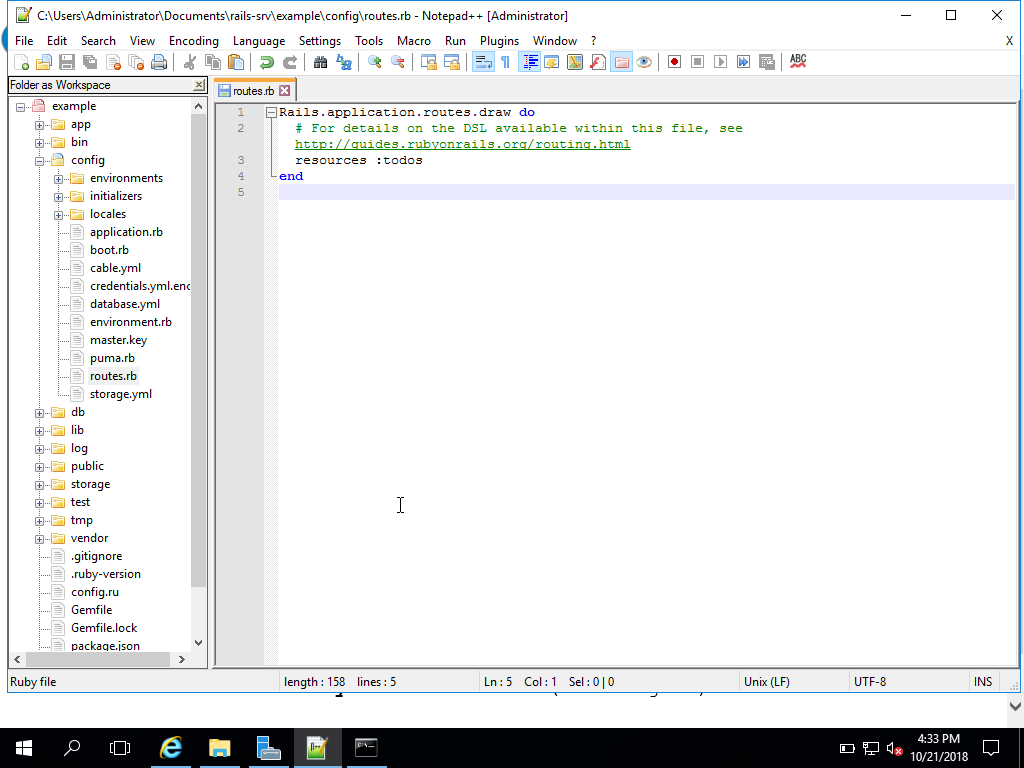 C:\Users\Administrator\Documents\rails-srv\example\config\routes.rb - Notepad++ [Administrator]
File Edit Search View Encoding Language Settings Tools Macro Run Plugins Window ? X
ABC
Folder as Workspace
routes.rb
example
app
bin
config
environments
initializers
locales
application.rb
boot.rb
cable.yml
credentials.yml.enc
database.yml
environment.rb
master.key
puma.rb
routes.rb
storage.yml
db
lib
log
public
storage
test
tmp
vendor
.gitignore
.ruby-version
config.ru
Gemfile
Gemfile.lock
package.json
1 Rails.application.routes.draw do
2 # For details on the DSL available within this file, see
http://guides.rubyonrails.org/routing.html
3 resources :todos
4 end
5
Ruby file length : 158 lines : 5 Ln : 5 Col : 1 Sel : 0 | 0 Unix (LF) UTF-8 INS
4:33 PM
10/21/2018